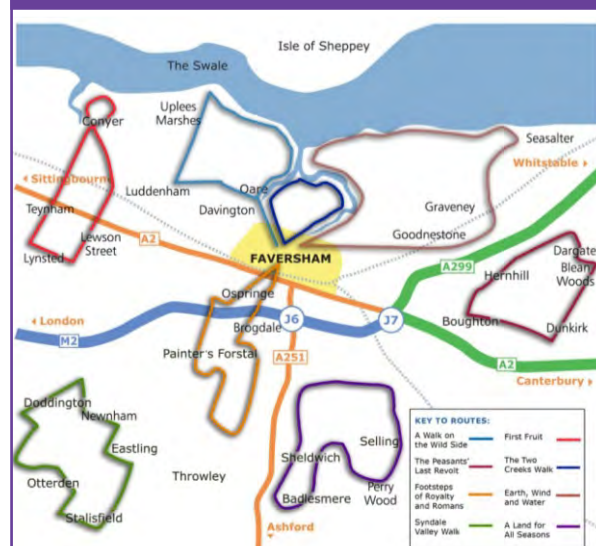 Isle of Sheppey
The Swale
Uplees
Marshes
Conyer
Seasalter
Whitstable
Sittingbourn
Luddenham
Oare
Davington
Graveney
Goodnestone
Teynham
Lewson
Street
A2
Lynsted
FAVERSHAM
A299
Dargate
Blean
Woods
Hernhill
Ospringe
London
J6
J7
Brogdale
Boughton
Dunkirk
M2
Painter's Forstal
A251
A2
Canterbury
Doddington
Newnham
Eastling
Otterden
Stalisfield
Throwley
Sheldwich
Selling
Badlesmere
Perry
Wood
Ashford
KEY TO ROUTES:
A Walk on
the Wild Side
First Fruit
The Peasants'
Last Revolt
The Two
Creeks Walk
Footsteps
of Royalty
and Romans
Earth, Wind
and Water
Syndale
Valley Walk
A Land for
All Seasons